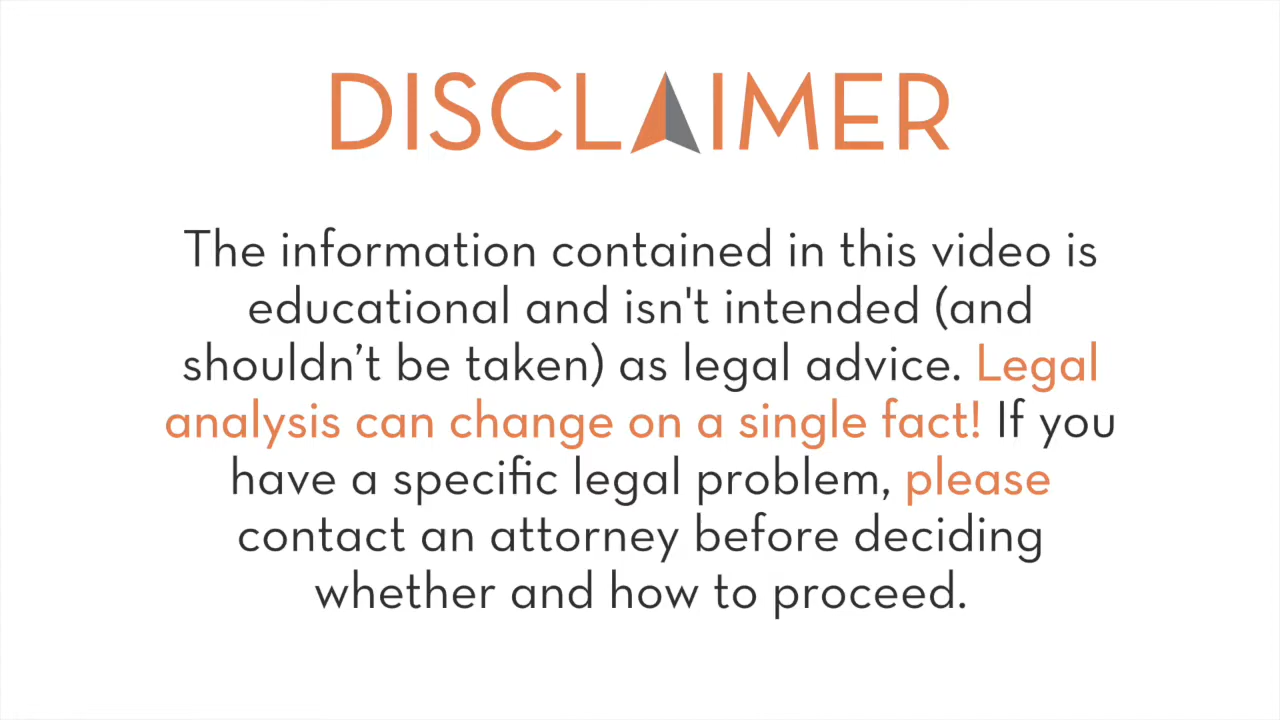 DISCLAIMER
The information contained in this video is
educational and isn't intended (and
shouldn’t be taken) as legal advice. Legal
analysis can change on a single fact! If you
have a specific legal problem, please
contact an attorney before deciding
whether and how to proceed.